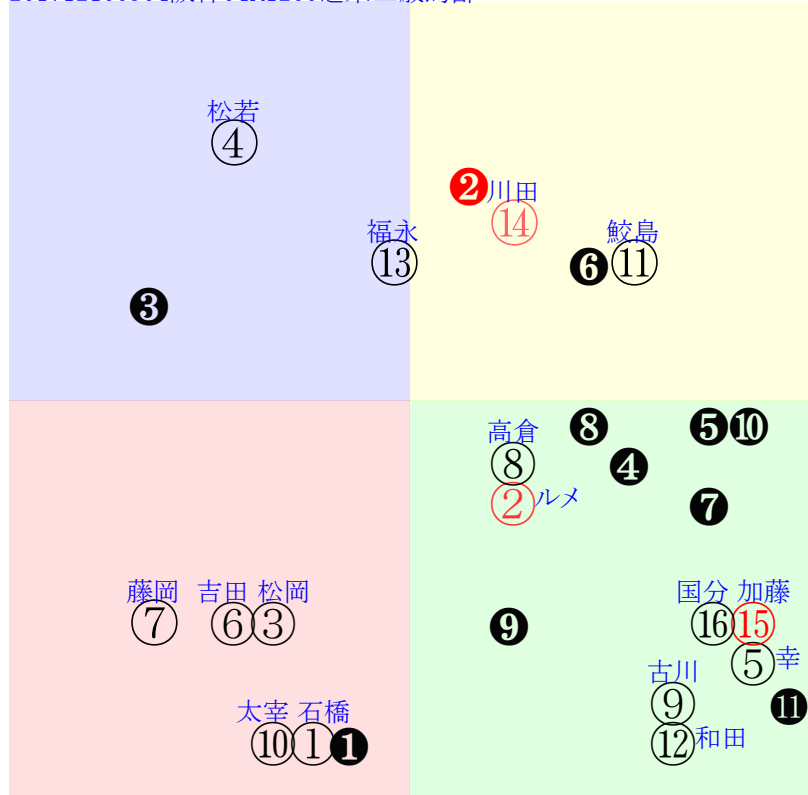 松若
④
❷川田
⑭
福永
⑬
鮫島
❻⑪
❸
高倉
⑧
❽
❺❿
❹
②ルメ
❼
藤岡
⑦
吉田 松岡
⑥③
❾
国分 加藤
⑯⑮
⑤幸
古川
⑨
⓫
太宰 石橋
⑩①❶
⑫和田